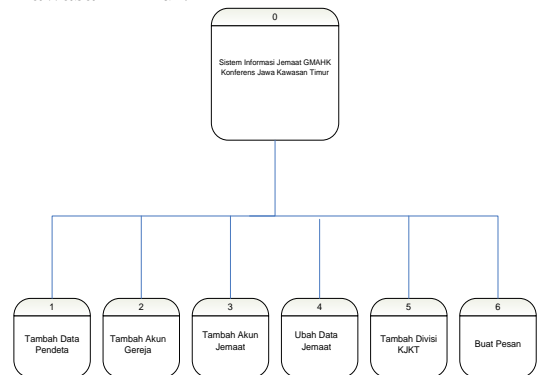 0
Sistem Informasi Jemaat GMAHK
Konferens Jawa Kawasan Timur
1
Tambah Data
Pendeta
2
Tambah Akun
Gereja
3
Tambah Akun
Jemaat
4
Ubah Data
Jemaat
5
Tambah Divisi
KJKT
6
Buat Pesan